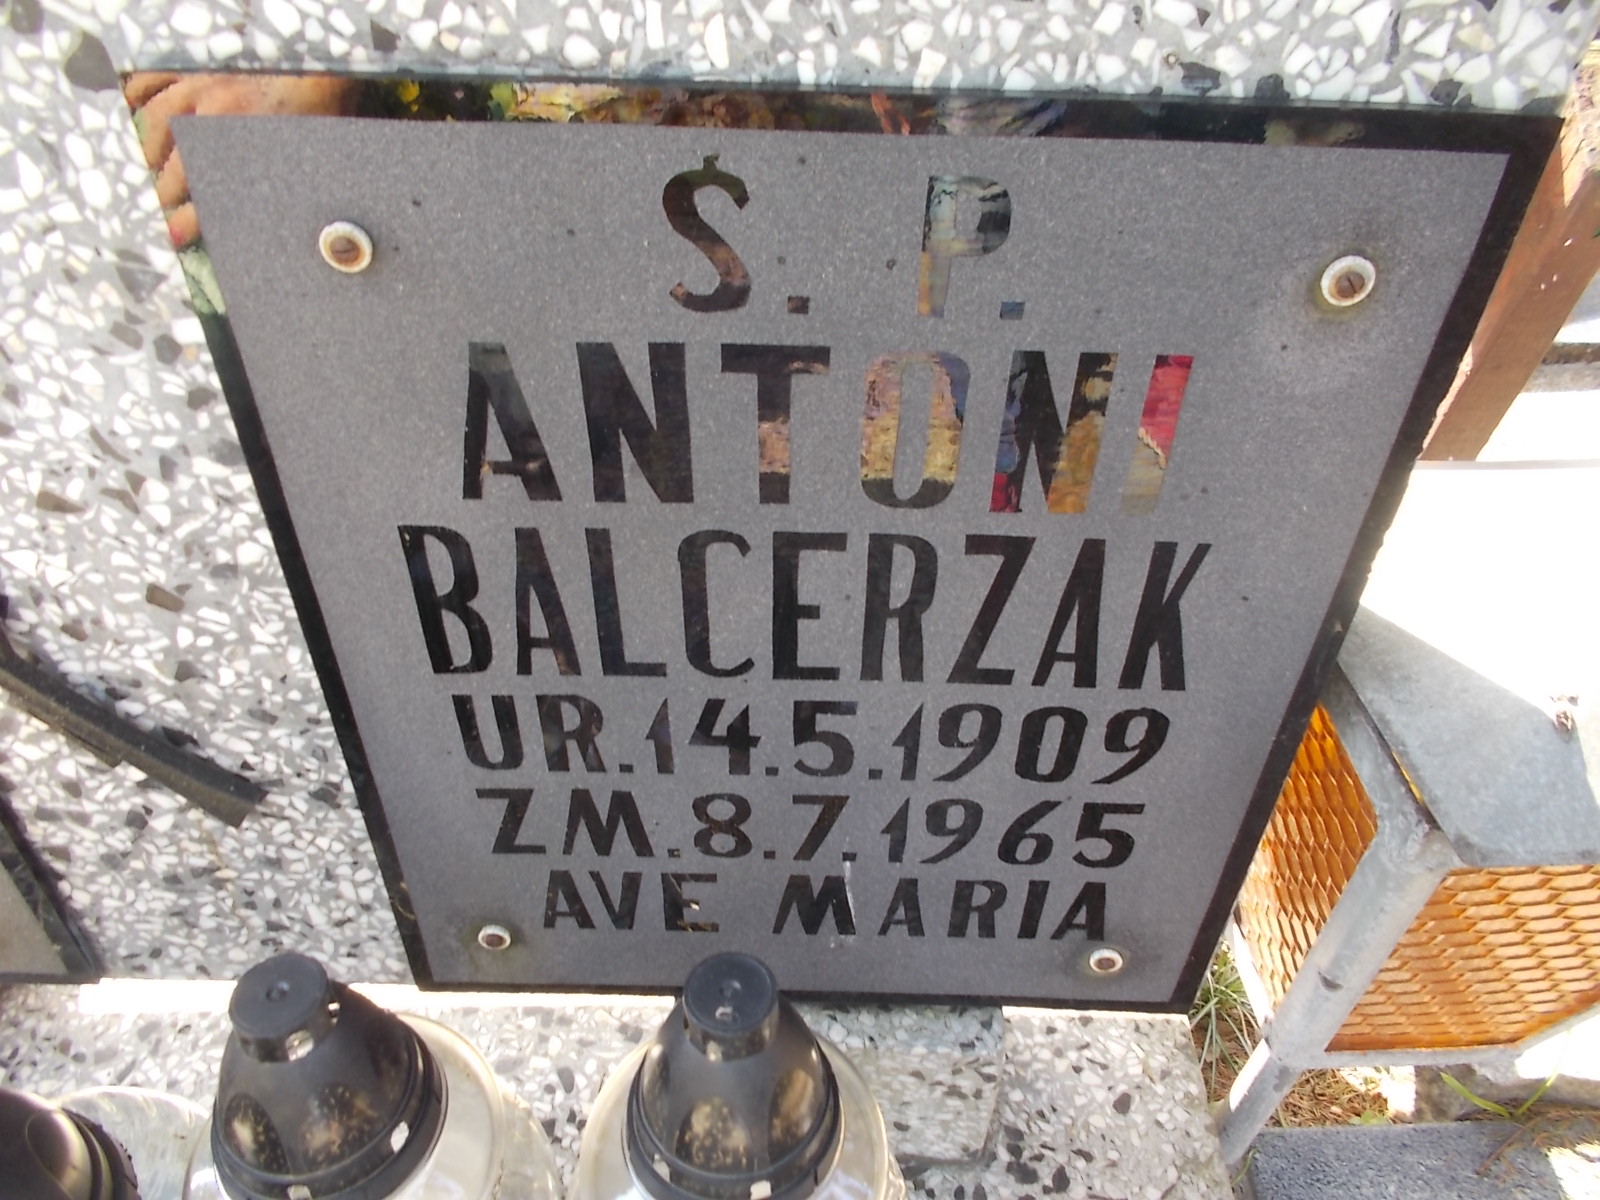 Ś. P.
ANTONI
BALCERZAK
UR.14.5.1909
ZM.8.7.1965
AVE MARIA